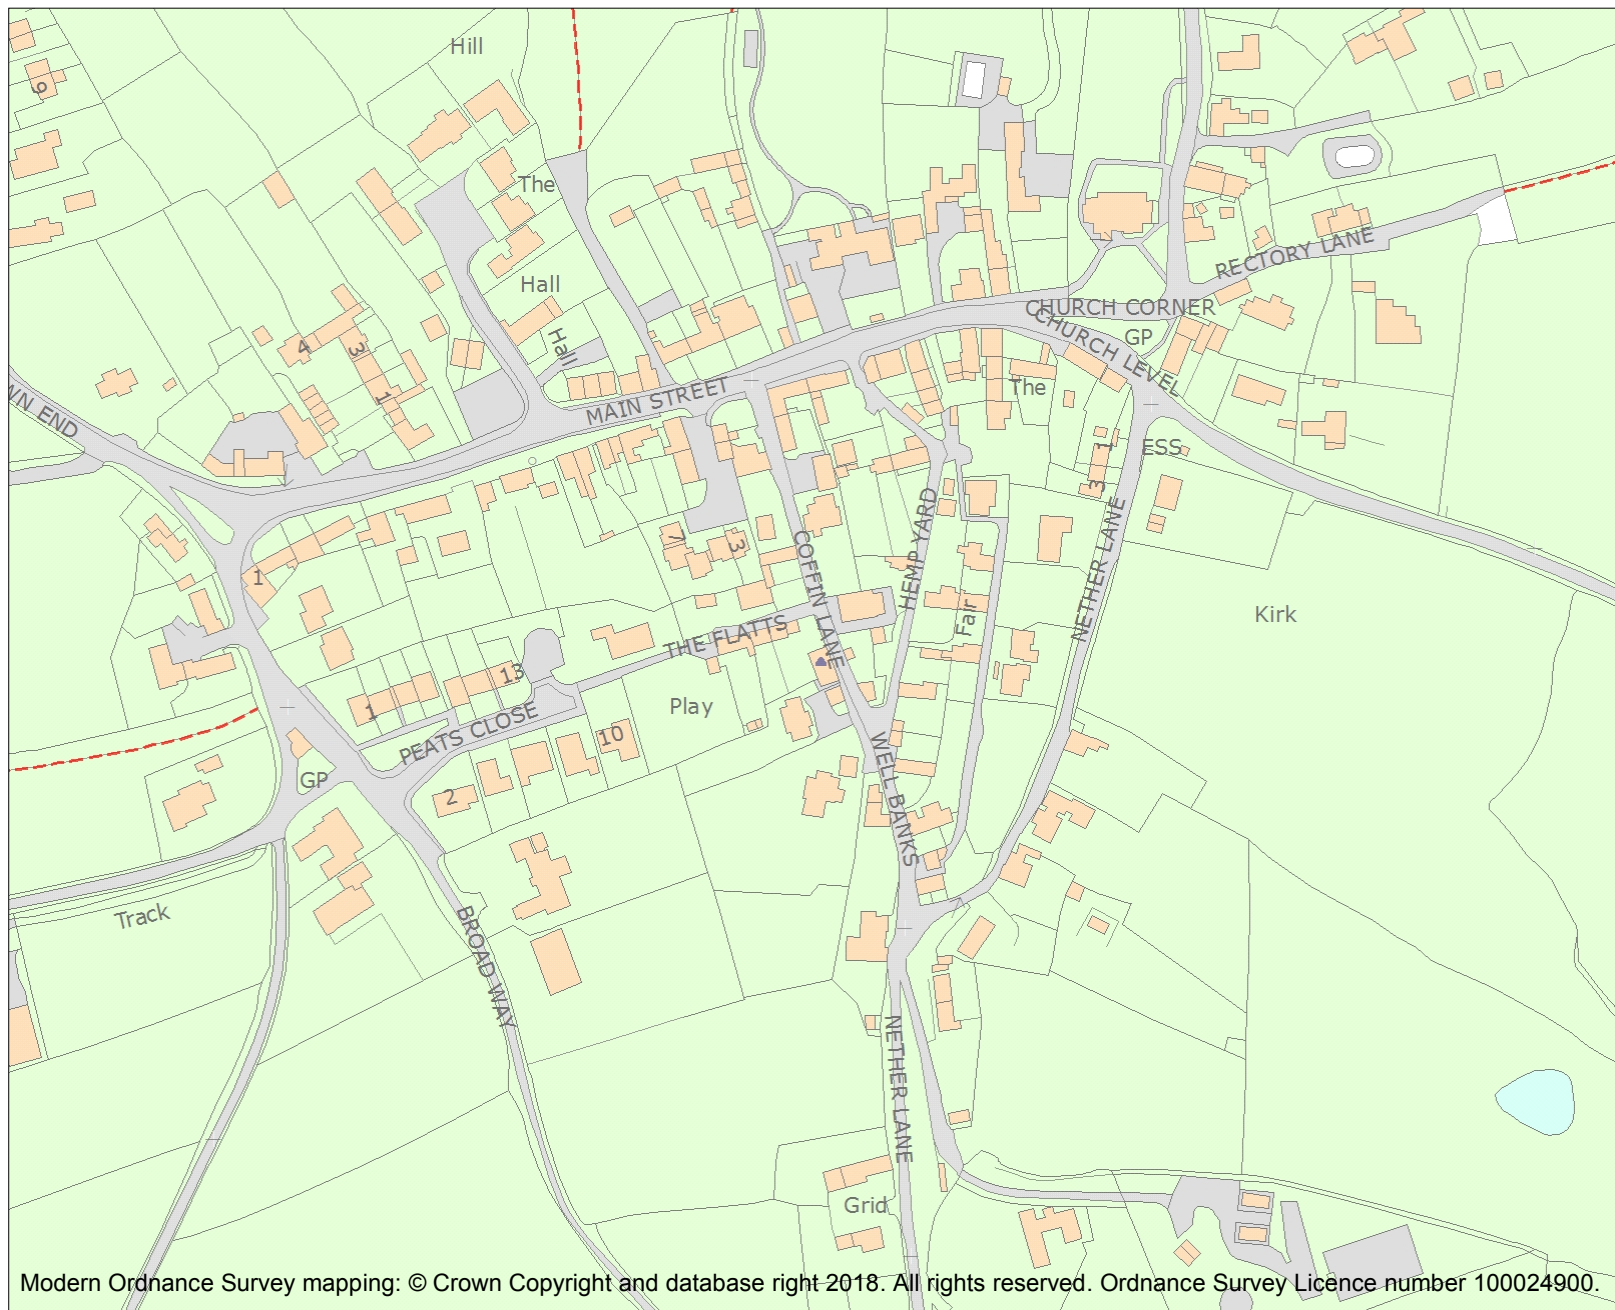 Hill
9
The
Hall
RECTORY LANE
CHURCH CORNER
GP
CHURCH LEVEL
4
3
Hall
1
The
MAIN STREET
WN END
ESS
1
3
7
3
COFFIN LANE
HEMP YARD
NETHER LANE
1
Fair
Kirk
THE FLATTS
13
1
Play
PEATS CLOSE
10
GP
2
WELL BANKS
Track
BROAD WAY
NETHER LANE
Grid
Modern Ordnance Survey mapping: © Crown Copyright and database right 2018. All rights reserved. Ordnance Survey Licence number 100024900.